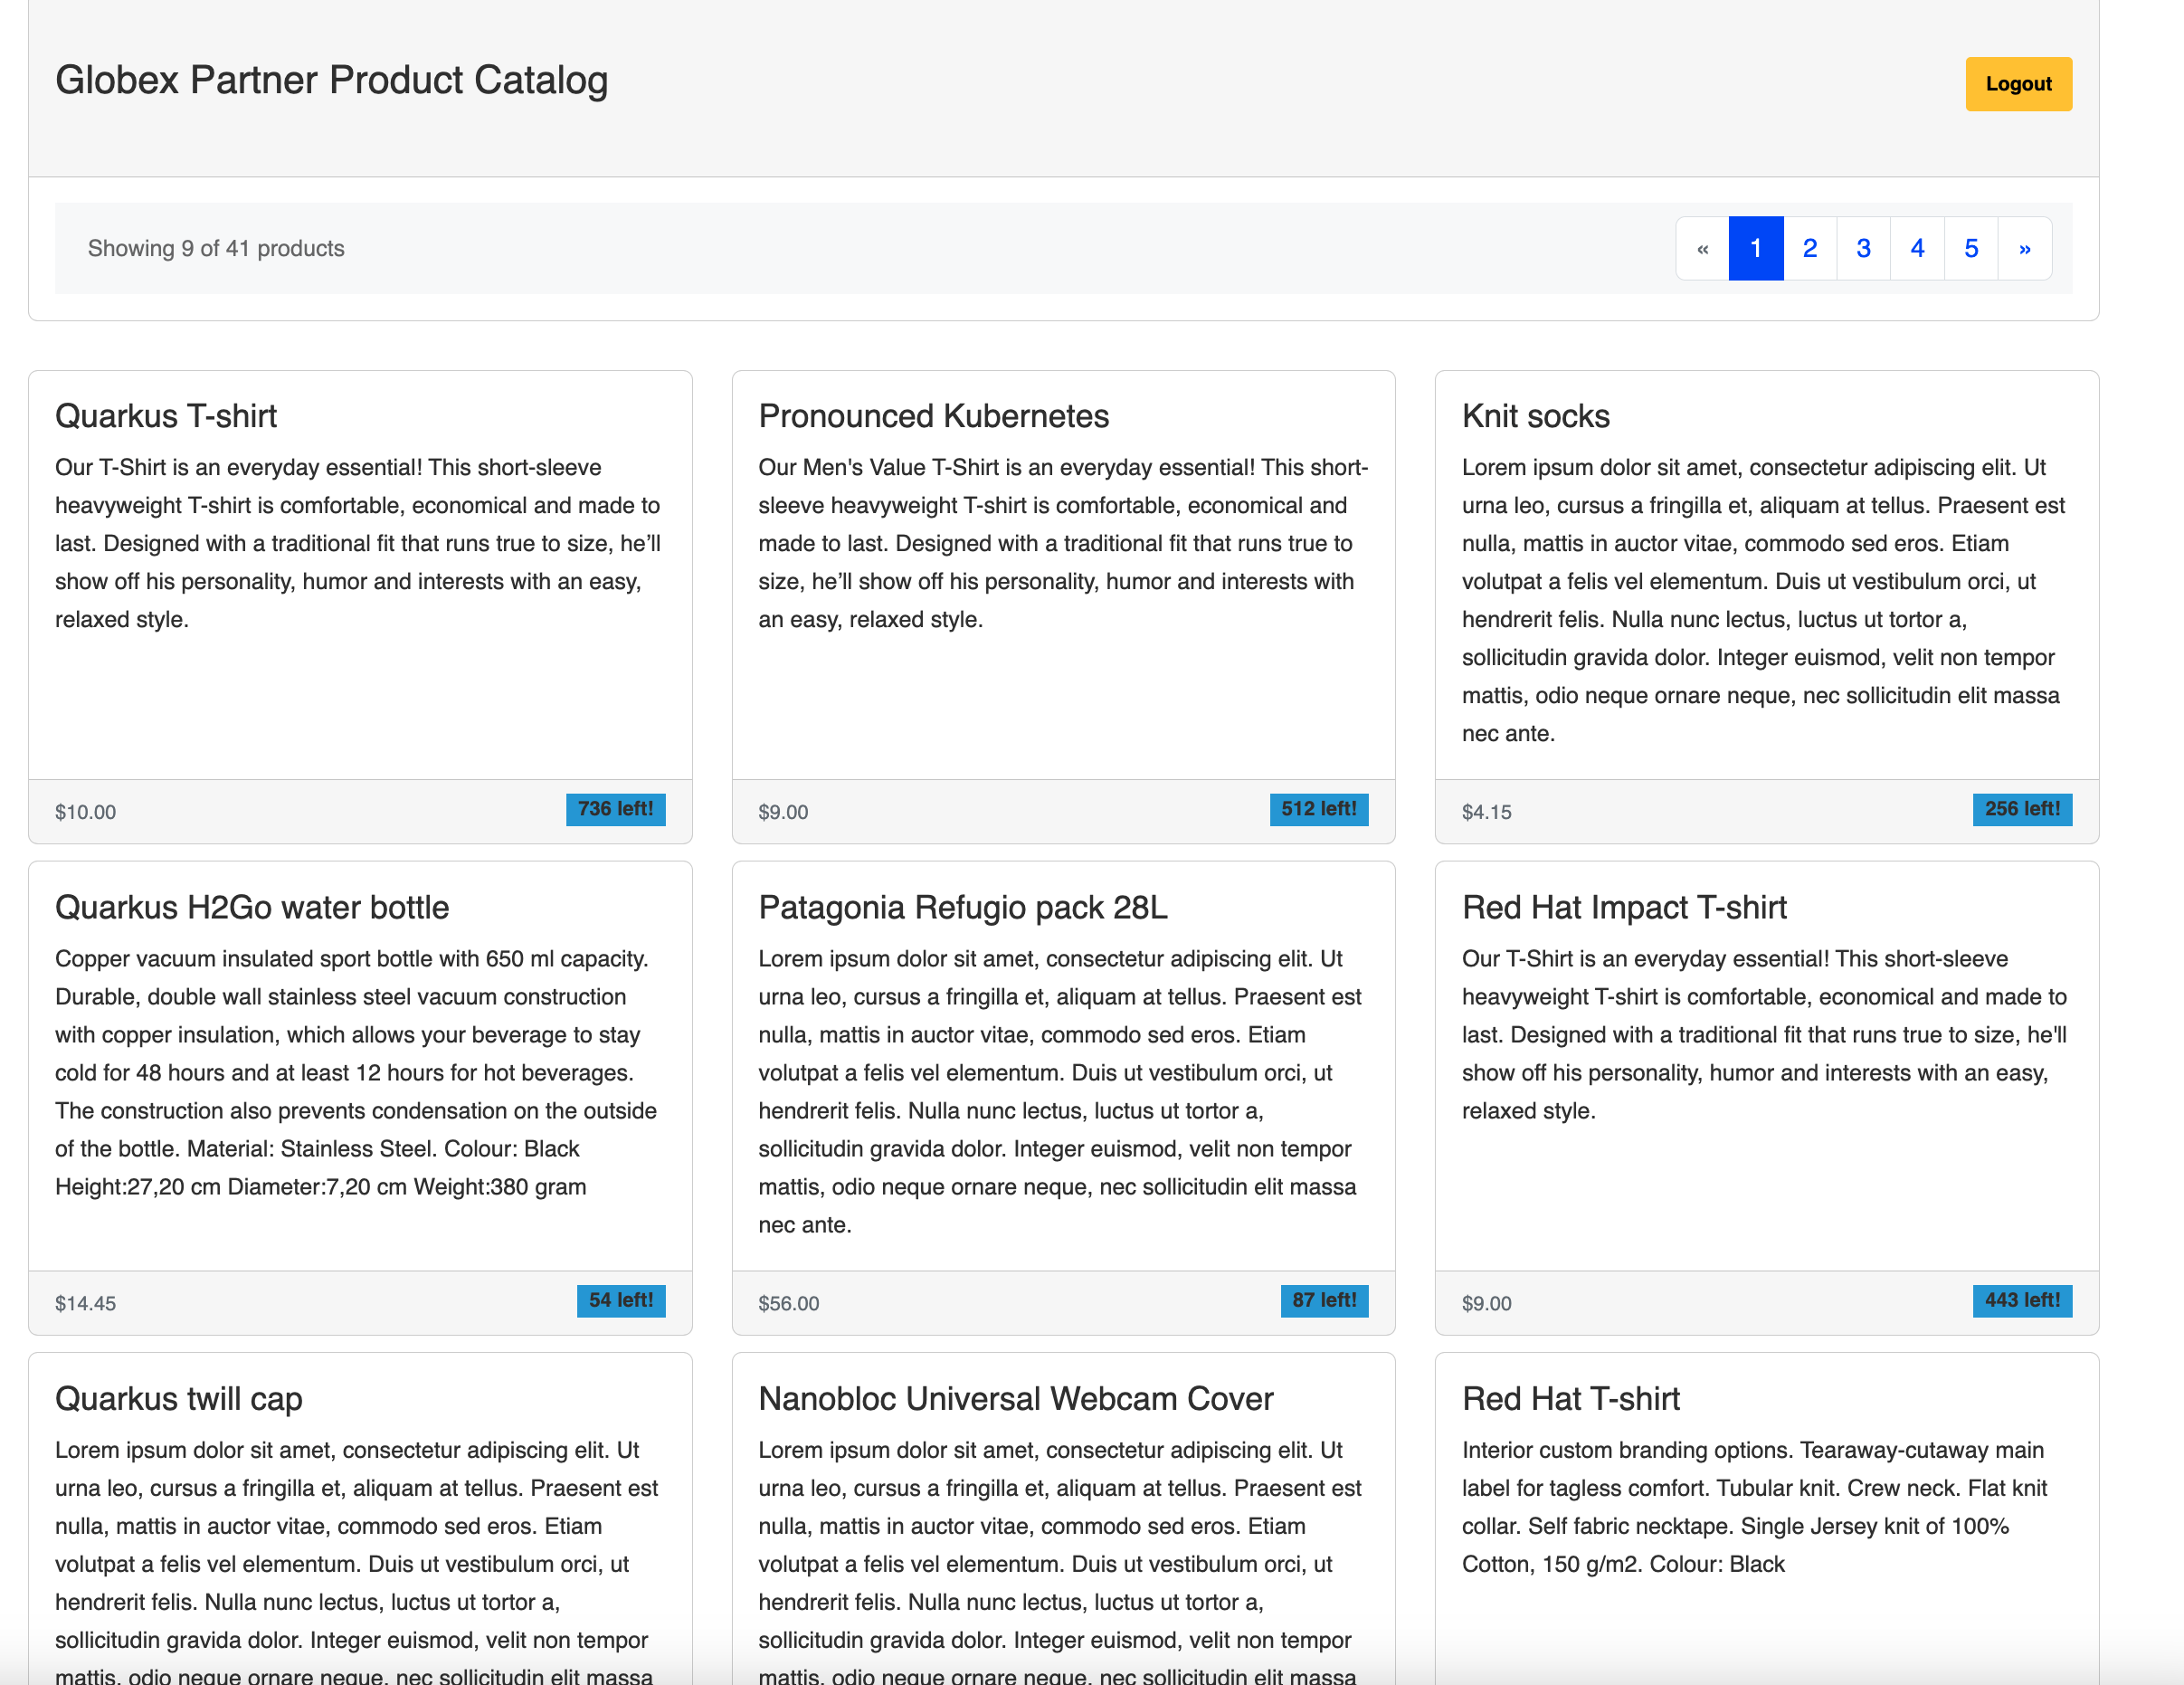 Globex Partner Product Catalog
Logout
Showing 9 of 41 products
« 1 2 3 4 5 »
Quarkus T-shirt
Our T-Shirt is an everyday essential! This short-sleeve
heavyweight T-shirt is comfortable, economical and made to
last. Designed with a traditional fit that runs true to size, he’ll
show off his personality, humor and interests with an easy,
relaxed style.
$10.00
736 left!
Pronounced Kubernetes
Our Men's Value T-Shirt is an everyday essential! This short-
sleeve heavyweight T-shirt is comfortable, economical and
made to last. Designed with a traditional fit that runs true to
size, he’ll show off his personality, humor and interests with
an easy, relaxed style.
$9.00
512 left!
Knit socks
Lorem ipsum dolor sit amet, consectetur adipiscing elit. Ut
urna leo, cursus a fringilla et, aliquam at tellus. Praesent est
nulla, mattis in auctor vitae, commodo sed eros. Etiam
volutpat a felis vel elementum. Duis ut vestibulum orci, ut
hendrerit felis. Nulla nunc lectus, luctus ut tortor a,
sollicitudin gravida dolor. Integer euismod, velit non tempor
mattis, odio neque ornare neque, nec sollicitudin elit massa
nec ante.
$4.15
256 left!
Quarkus H2Go water bottle
Copper vacuum insulated sport bottle with 650 ml capacity.
Durable, double wall stainless steel vacuum construction
with copper insulation, which allows your beverage to stay
cold for 48 hours and at least 12 hours for hot beverages.
The construction also prevents condensation on the outside
of the bottle. Material: Stainless Steel. Colour: Black
Height:27,20 cm Diameter:7,20 cm Weight:380 gram
$14.45
54 left!
Patagonia Refugio pack 28L
Lorem ipsum dolor sit amet, consectetur adipiscing elit. Ut
urna leo, cursus a fringilla et, aliquam at tellus. Praesent est
nulla, mattis in auctor vitae, commodo sed eros. Etiam
volutpat a felis vel elementum. Duis ut vestibulum orci, ut
hendrerit felis. Nulla nunc lectus, luctus ut tortor a,
sollicitudin gravida dolor. Integer euismod, velit non tempor
mattis, odio neque ornare neque, nec sollicitudin elit massa
nec ante.
$56.00
87 left!
Red Hat Impact T-shirt
Our T-Shirt is an everyday essential! This short-sleeve
heavyweight T-shirt is comfortable, economical and made to
last. Designed with a traditional fit that runs true to size, he'll
show off his personality, humor and interests with an easy,
relaxed style.
$9.00
443 left!
Quarkus twill cap
Lorem ipsum dolor sit amet, consectetur adipiscing elit. Ut
urna leo, cursus a fringilla et, aliquam at tellus. Praesent est
nulla, mattis in auctor vitae, commodo sed eros. Etiam
volutpat a felis vel elementum. Duis ut vestibulum orci, ut
hendrerit felis. Nulla nunc lectus, luctus ut tortor a,
sollicitudin gravida dolor. Integer euismod, velit non tempor
mattis, odio neque ornare neque, nec sollicitudin elit massa
Nanobloc Universal Webcam Cover
Lorem ipsum dolor sit amet, consectetur adipiscing elit. Ut
urna leo, cursus a fringilla et, aliquam at tellus. Praesent est
nulla, mattis in auctor vitae, commodo sed eros. Etiam
volutpat a felis vel elementum. Duis ut vestibulum orci, ut
hendrerit felis. Nulla nunc lectus, luctus ut tortor a,
sollicitudin gravida dolor. Integer euismod, velit non tempor
mattis, odio neque ornare neque, nec sollicitudin elit massa
Red Hat T-shirt
Interior custom branding options. Tearaway-cutaway main
label for tagless comfort. Tubular knit. Crew neck. Flat knit
collar. Self fabric necktape. Single Jersey knit of 100%
Cotton, 150 g/m2. Colour: Black